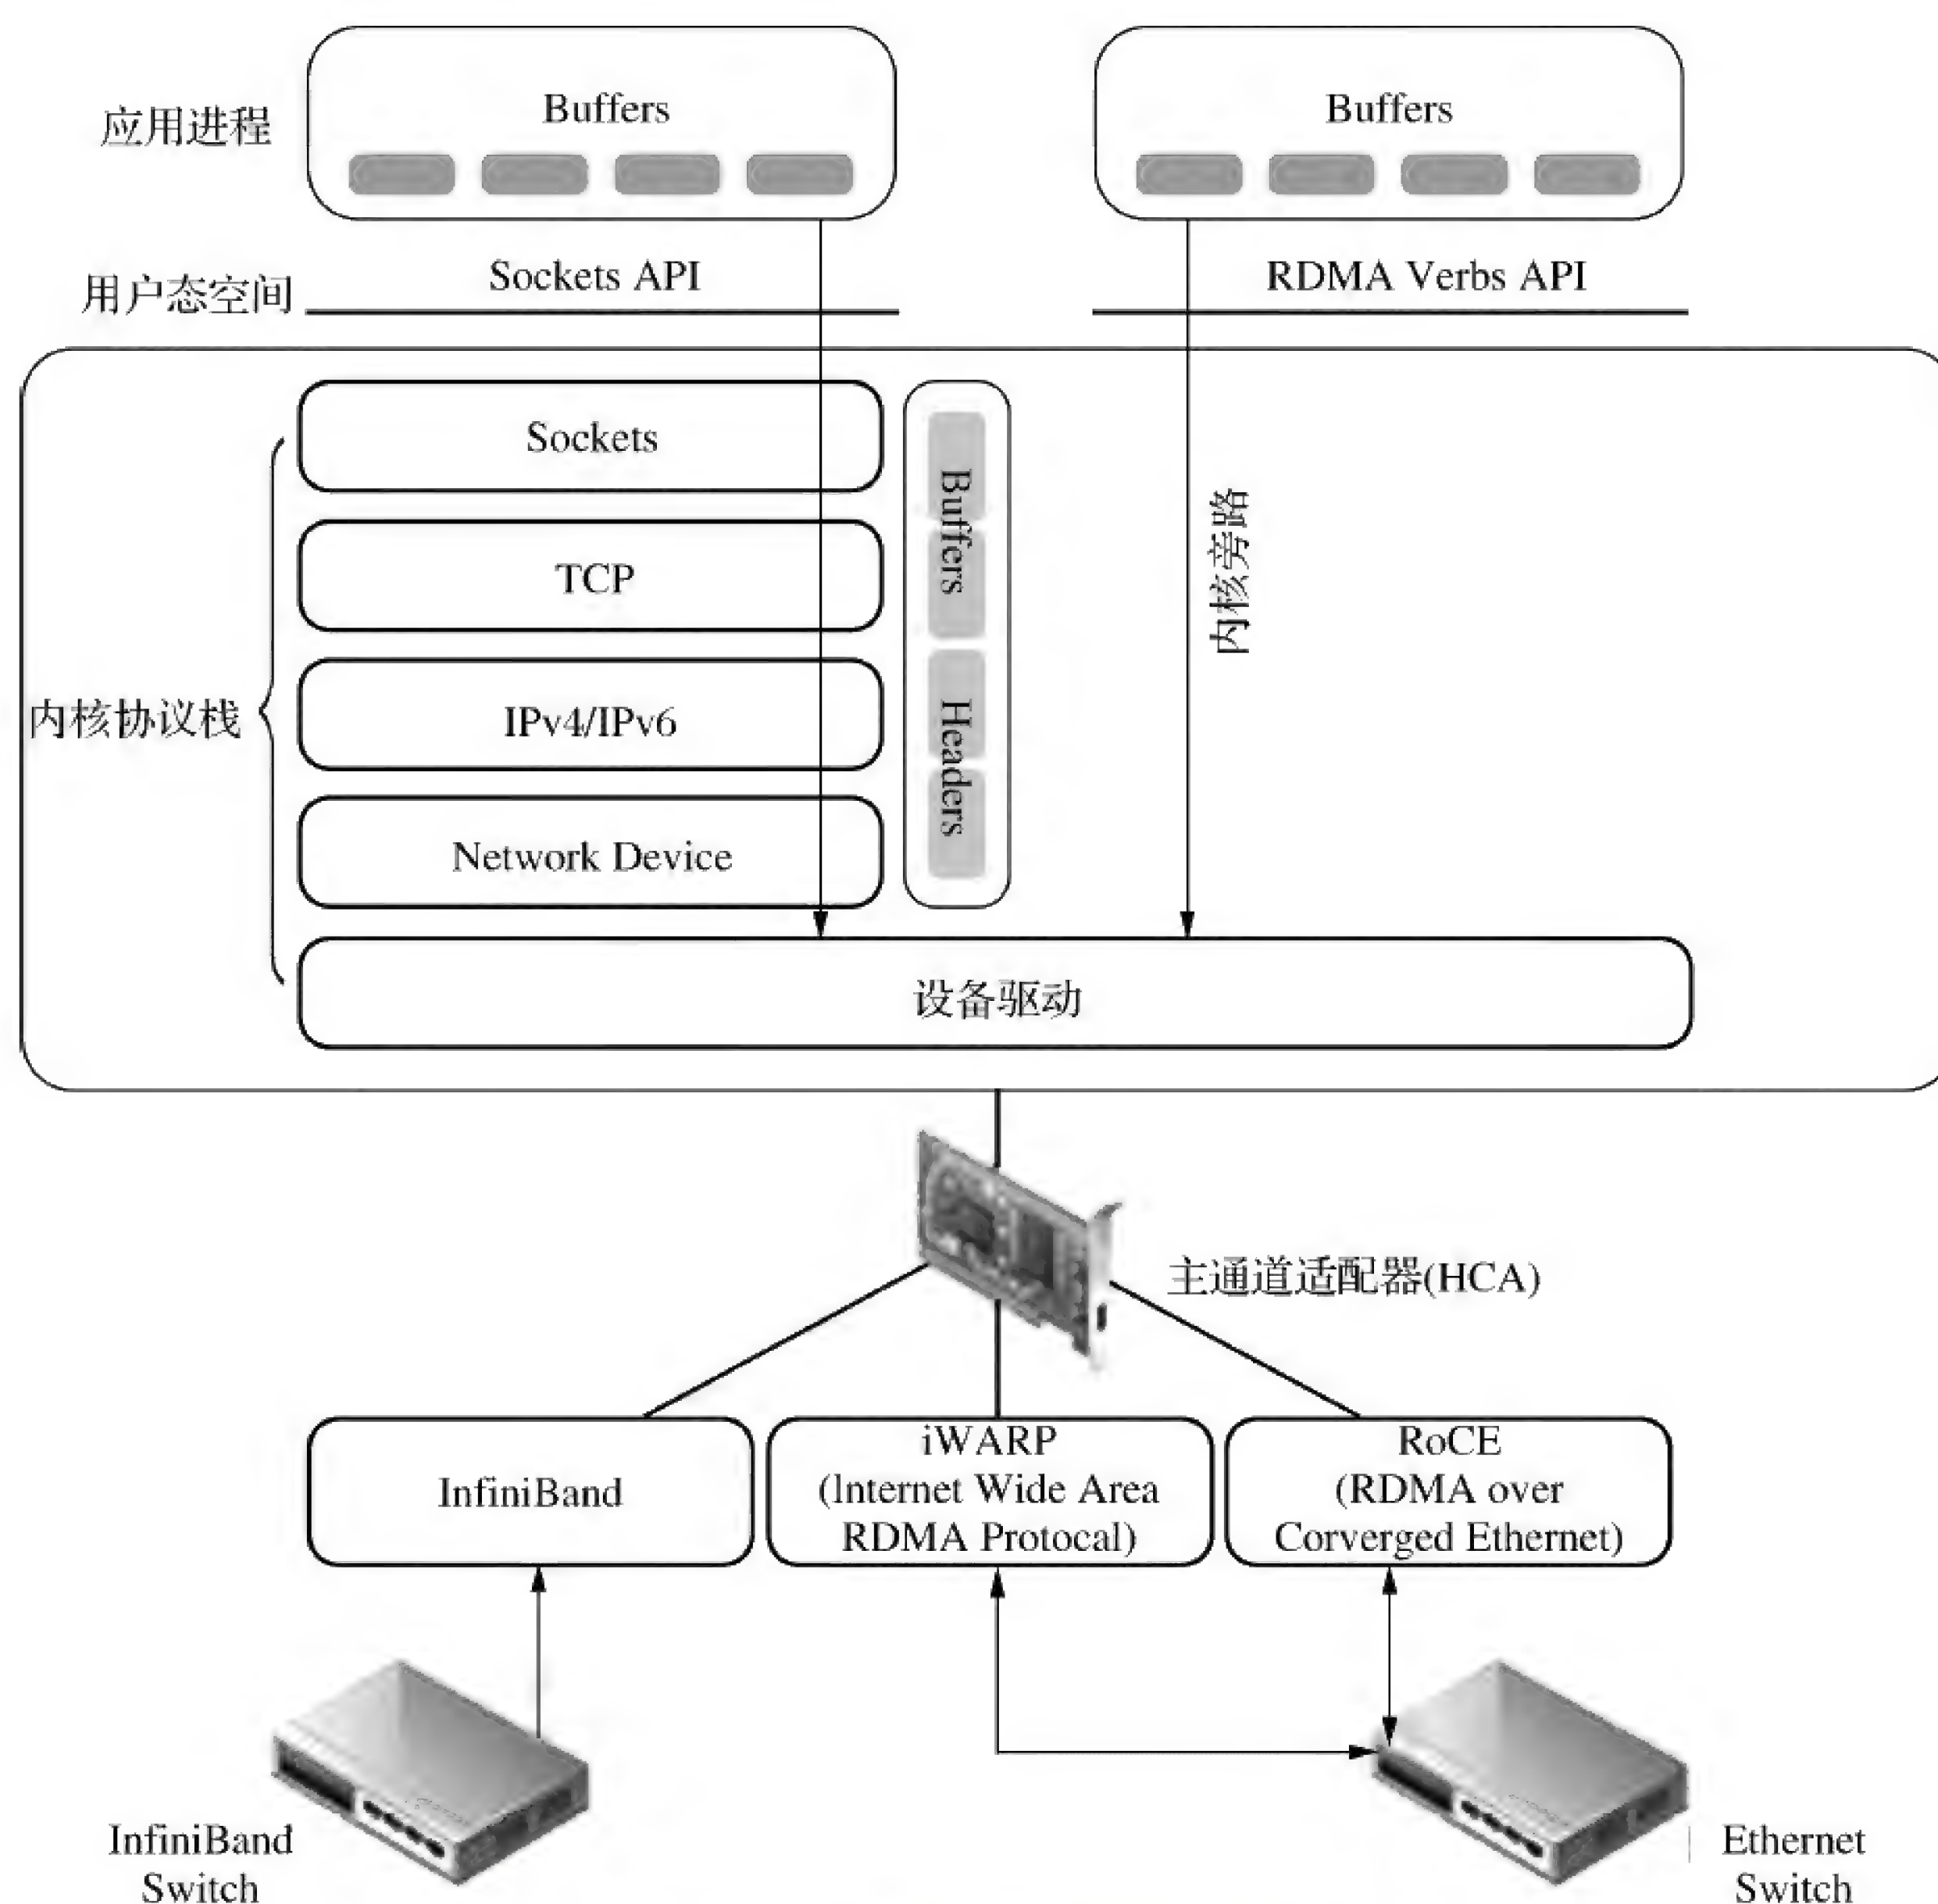 Buffers
Buffers
应用进程
Sockets API
RDMA Verbs API
用户态空间
Sockets
Buffers
TCP
内核旁路
IPv4/IPv6
Headers
内核协议栈
Network Device
设备驱动
主通道适配器(HCA)
InfiniBand
iWARP
(Internet Wide Area
RDMA Protocal)
RoCE
(RDMA over
Corverged Ethernet)
InfiniBand
Switch
Ethernet
Switch